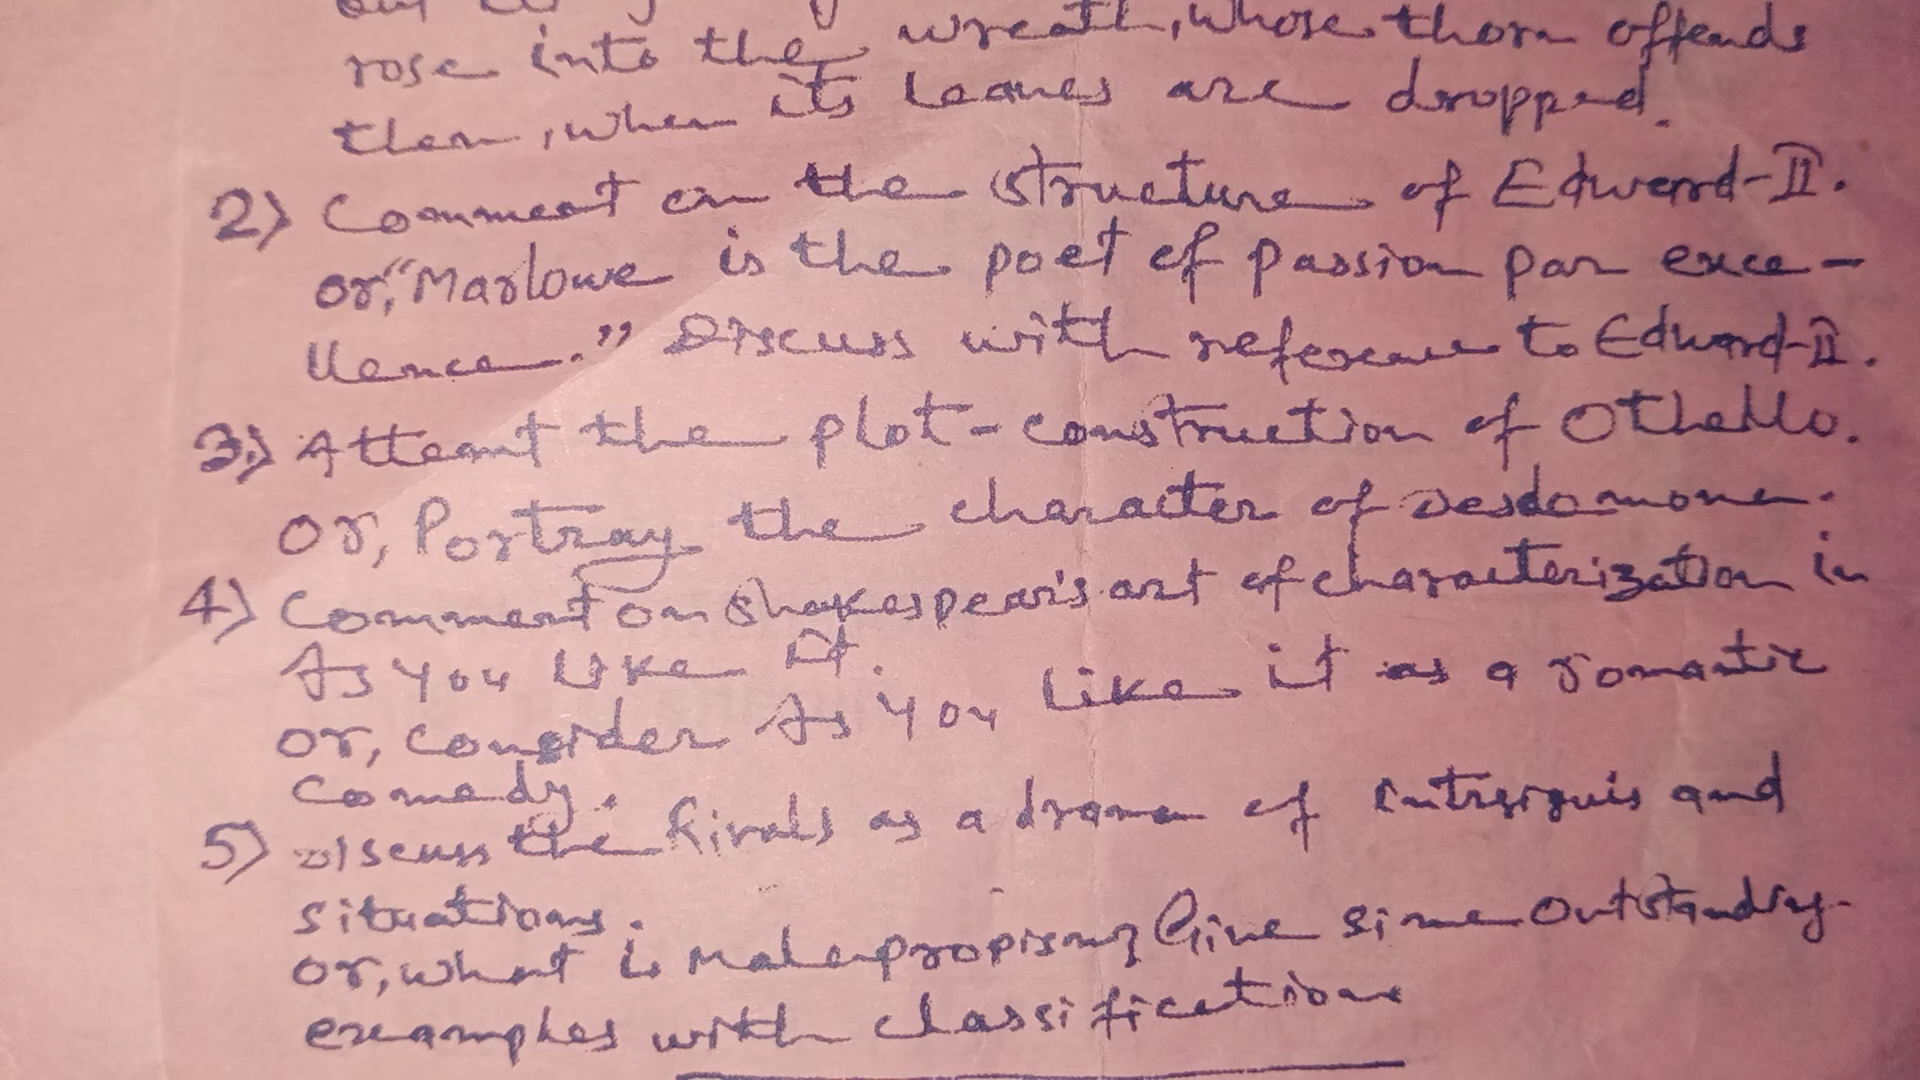 rose into the wreath, whose thorn offends
then, when its leaves are dropped.
2) Comment on the structure of Edward-II.
or, "Marlowe is the poet of passion par exce-
llence." Discuss with reference to Edward-II.
3) Attempt the plot-construction of Othello.
or, Portray the character of Desdemona.
4) Comment on Shakespear's art of characterization in
As You Like It.
or, consider As You like it as a romantic
Comedy.
5) Discuss the Rivals as a drama of intrigues and
situations.
or, what is Malapropism? Give some outstanding
examples with classification